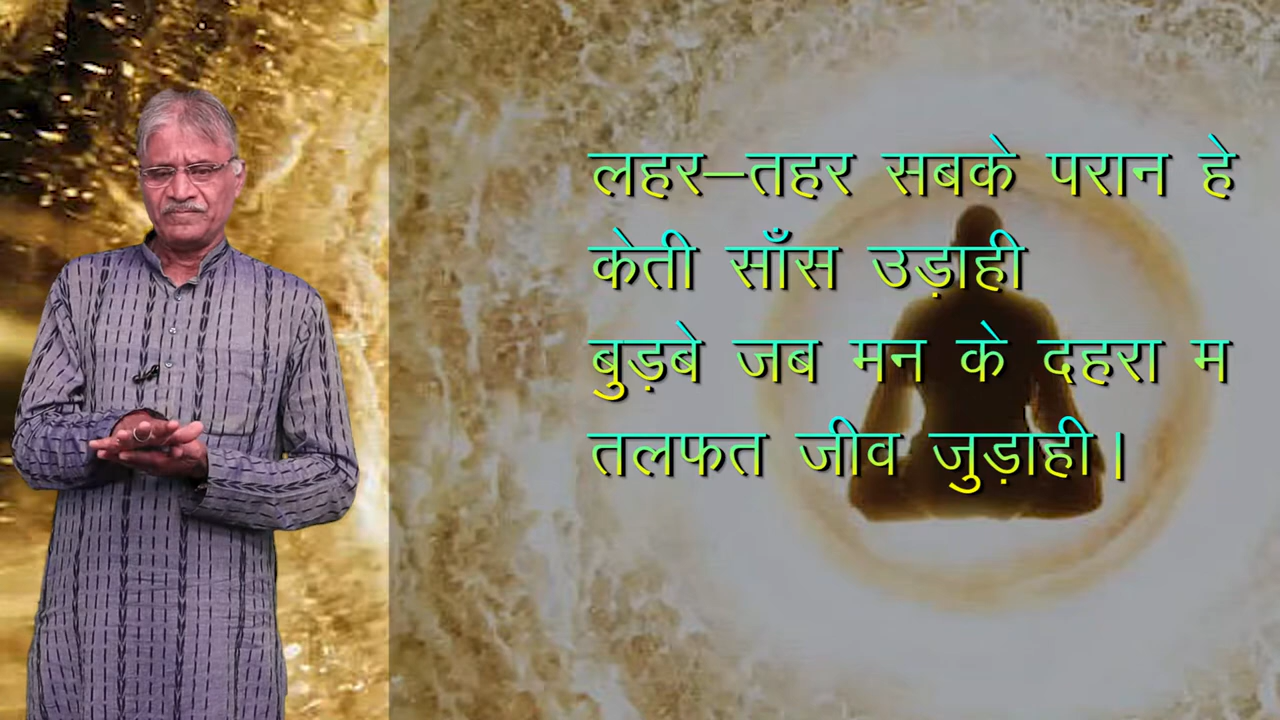 लहर–तहर सबके परान हे
केती साँस उड़ाही
बुड़बे जब मन के दहरा म
तलफत जीव जुड़ाही।